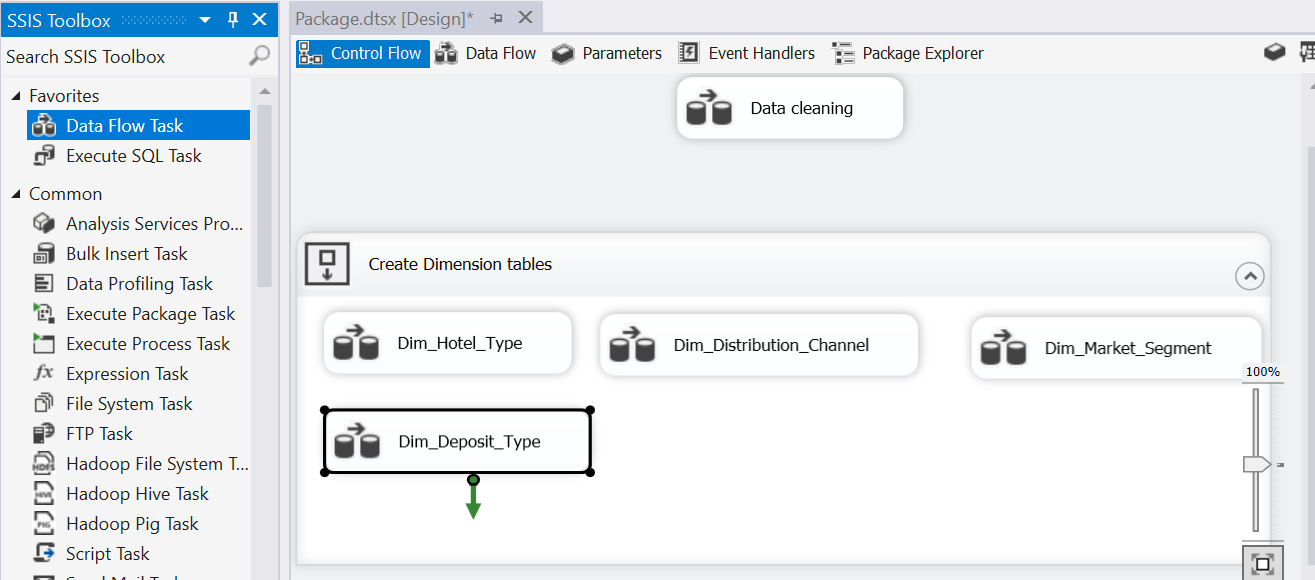 SSIS Toolbox
Search SSIS Toolbox
Favorites
Data Flow Task
Execute SQL Task
Common
Analysis Services Pro...
Bulk Insert Task
Data Profiling Task
Execute Package Task
Execute Process Task
Expression Task
File System Task
FTP Task
Hadoop File System T...
Hadoop Hive Task
Hadoop Pig Task
Script Task
Package.dtsx [Design]*
Control Flow
Data Flow
Parameters
Event Handlers
Package Explorer
Data cleaning
Create Dimension tables
Dim_Hotel_Type
Dim_Distribution_Channel
Dim_Market_Segment
100%
Dim_Deposit_Type